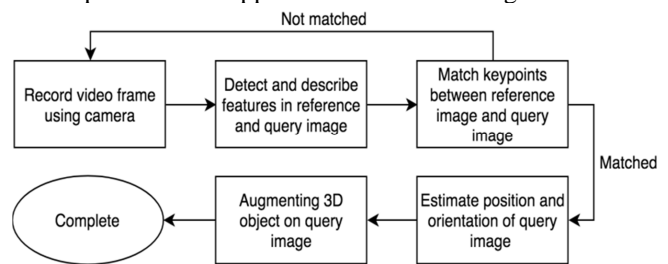 Not matched
Record video frame
using camera
Detect and describe
features in reference
and query image
Match keypoints
between reference
image and query
image
Matched
Estimate position and
orientation of query
image
Augmenting 3D
object on query
image
Complete